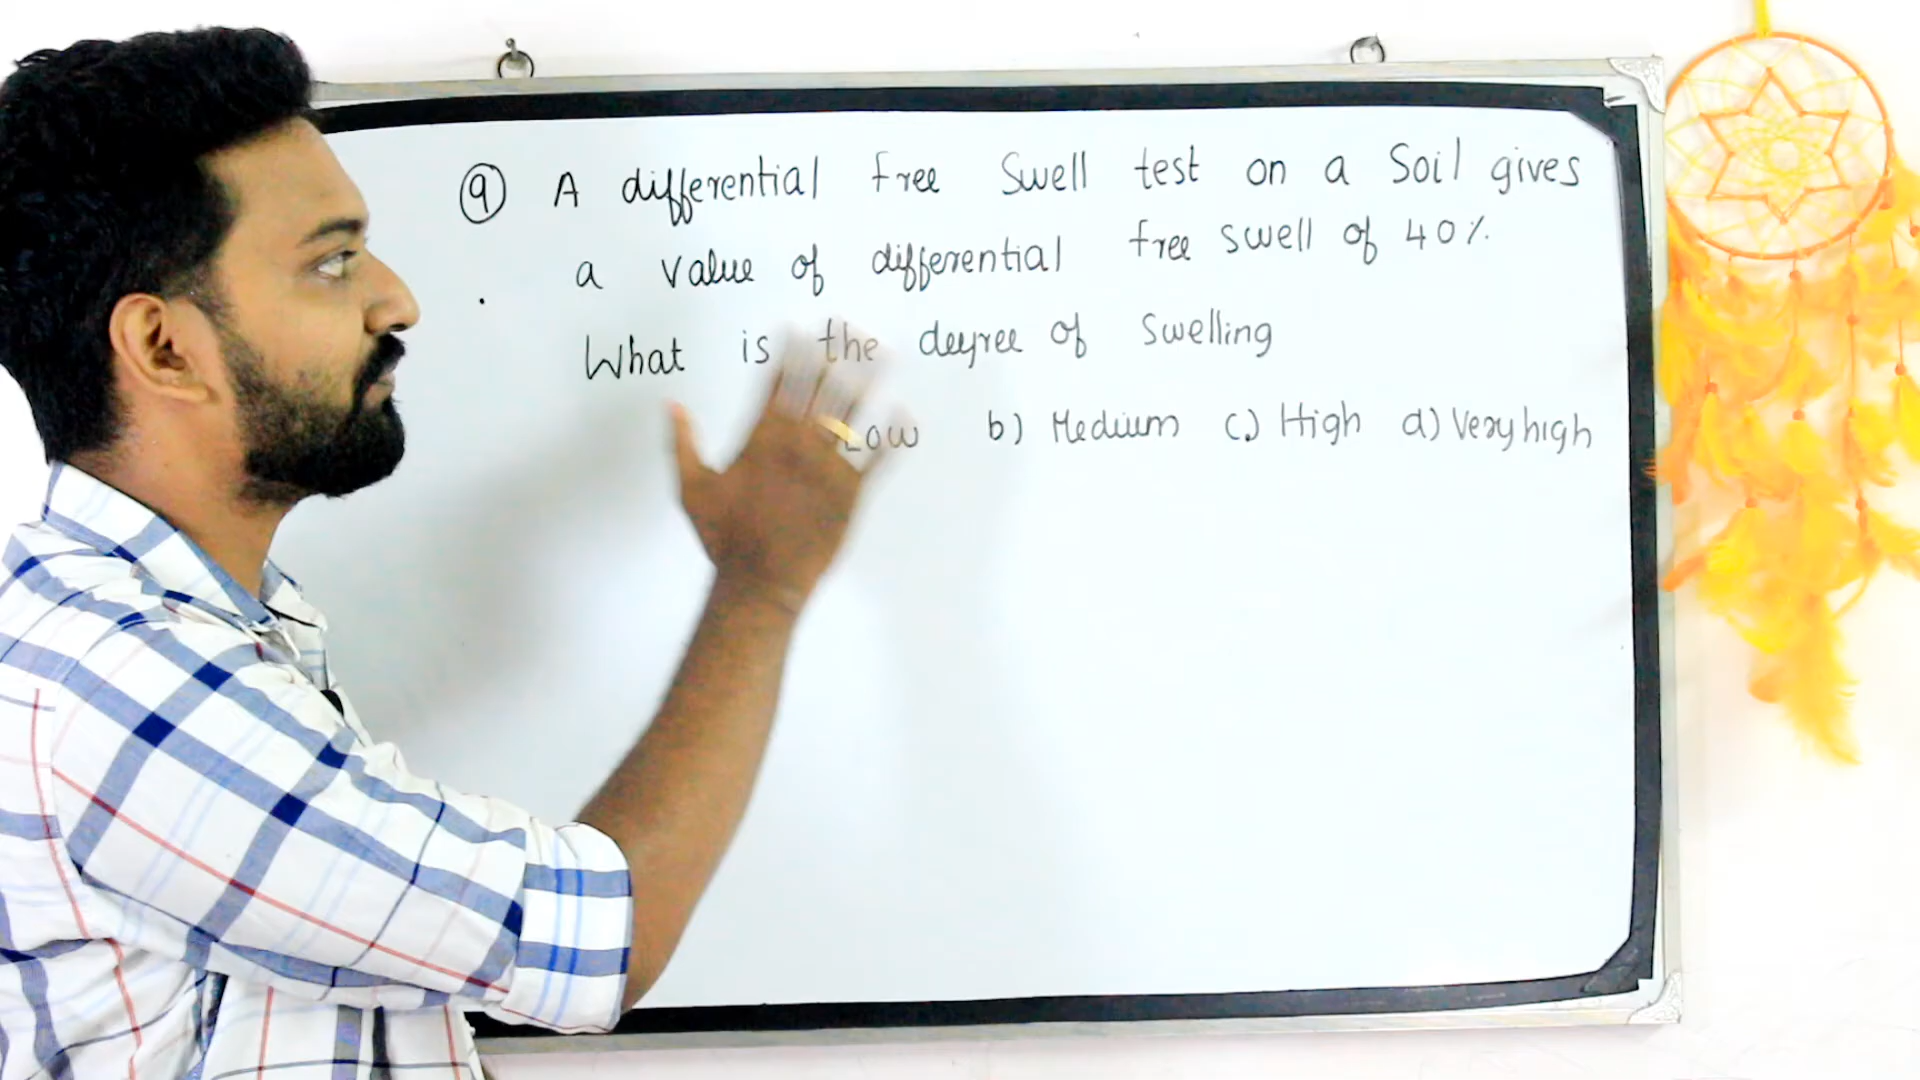 9 A differential free Swell test on a Soil gives
a value of differential free swell of 40%.
What is the degree of Swelling
Low b) Medium c) High d) Very high